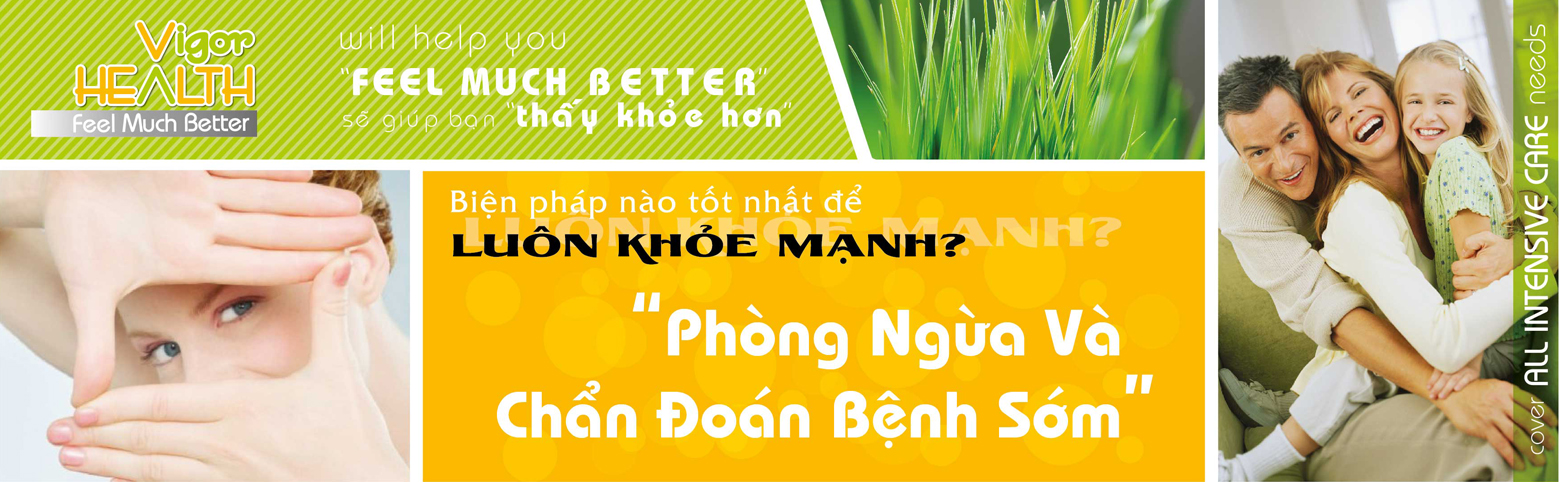 Vigor
HEALTH
Feel Much Better
will help you
"FEEL MUCH BETTER"
sẽ giúp bạn "thấy khỏe hơn"
Biện pháp nào tốt nhất để
LUÔN KHỎE MẠNH?
LUÔN KHỎE MẠNH?
"Phòng Ngừa Và
Chẩn Đoán Bệnh Sớm"
cover ALL INTENSIVE CARE needs